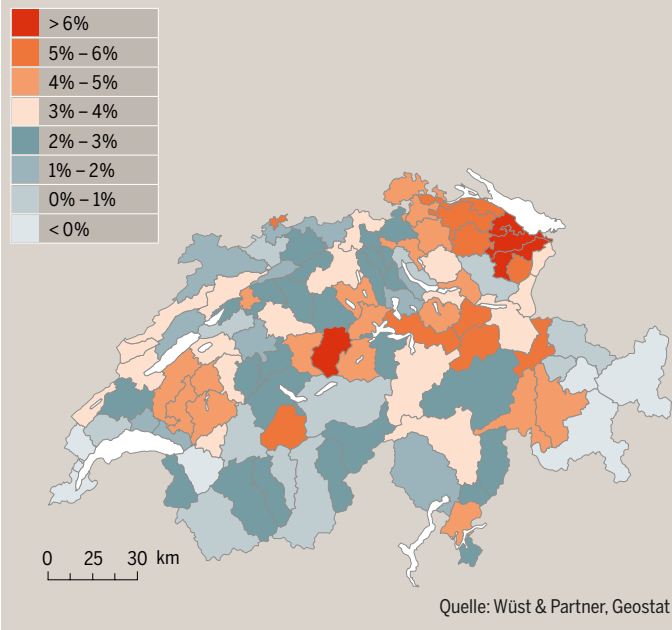 > 6%
5% – 6%
4% – 5%
3% – 4%
2% – 3%
1% – 2%
0% – 1%
< 0%
0 25 30 km
Quelle: Wüst & Partner, Geostat